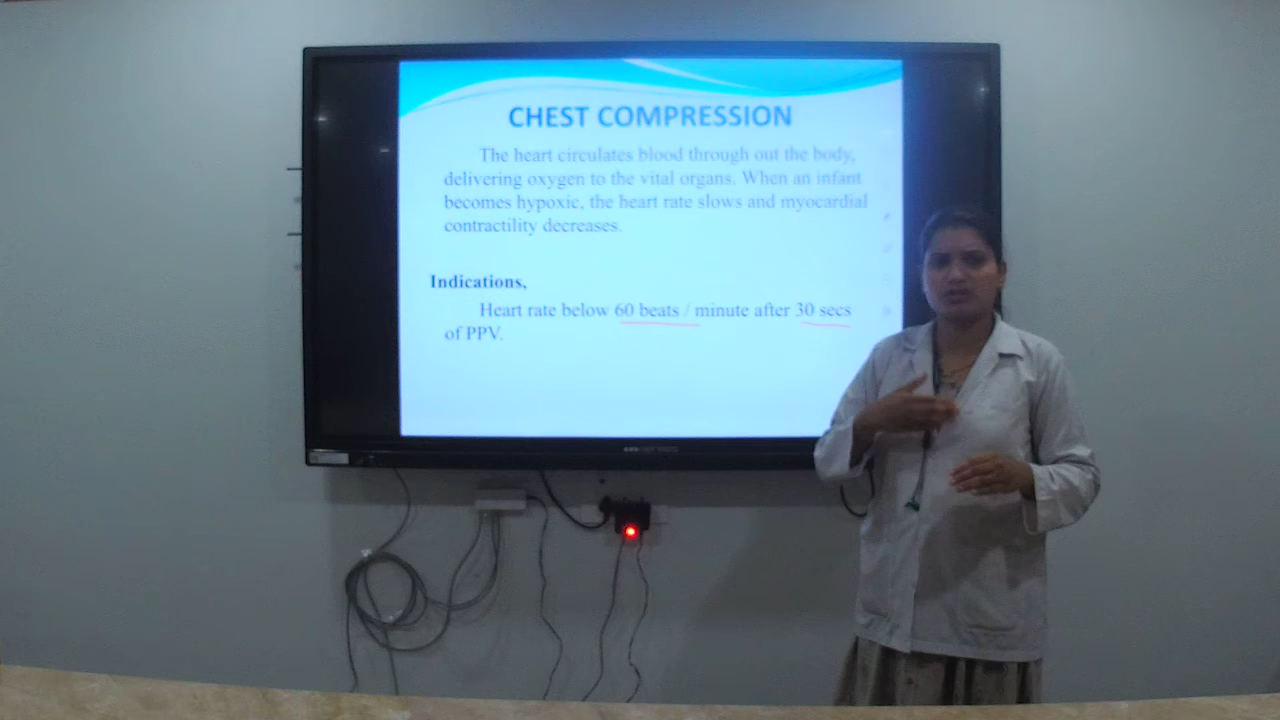 CHEST COMPRESSION
The heart circulates blood through out the body,
delivering oxygen to the vital organs. When an infant
becomes hypoxic, the heart rate slows and myocardial
contractility decreases.
Indications,
Heart rate below 60 beats / minute after 30 secs
of PPV.